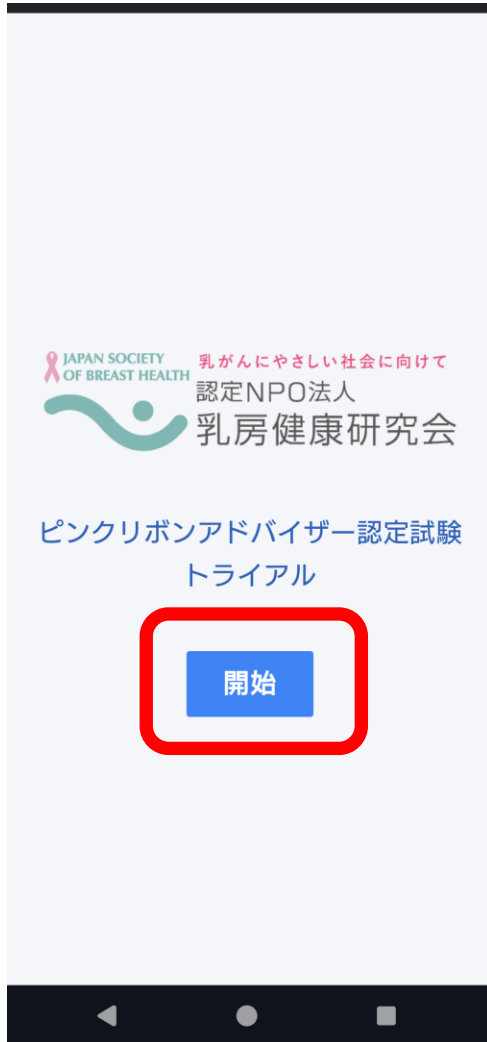 JAPAN SOCIETY
OF BREAST HEALTH
乳がんにやさしい社会に向けて
認定NPO法人
乳房健康研究会
ピンクリボンアドバイザー認定試験
トライアル
開始